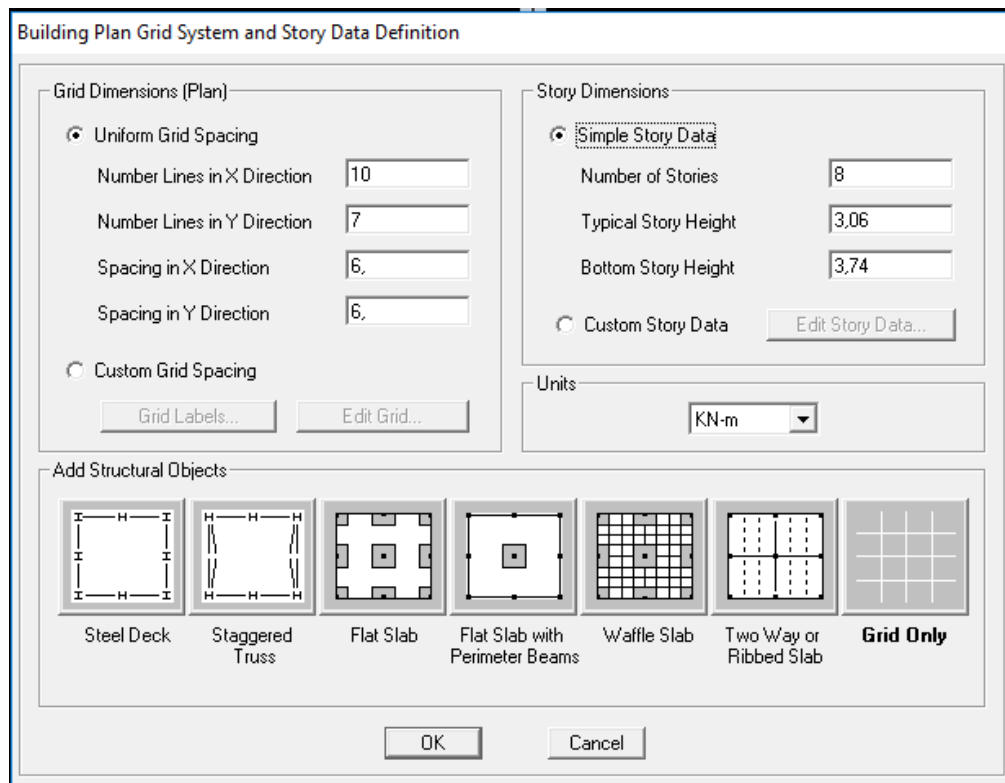 Building Plan Grid System and Story Data Definition
Grid Dimensions (Plan)
Uniform Grid Spacing
Number Lines in X Direction 10
Number Lines in Y Direction 7
Spacing in X Direction 6,
Spacing in Y Direction 6,
Custom Grid Spacing
Grid Labels... Edit Grid...
Story Dimensions
Simple Story Data
Number of Stories 8
Typical Story Height 3,06
Bottom Story Height 3,74
Custom Story Data Edit Story Data...
Units
KN-m
Add Structural Objects
Steel Deck
Staggered
Truss
Flat Slab
Flat Slab with
Perimeter Beams
Waffle Slab
Two Way or
Ribbed Slab
Grid Only
OK Cancel